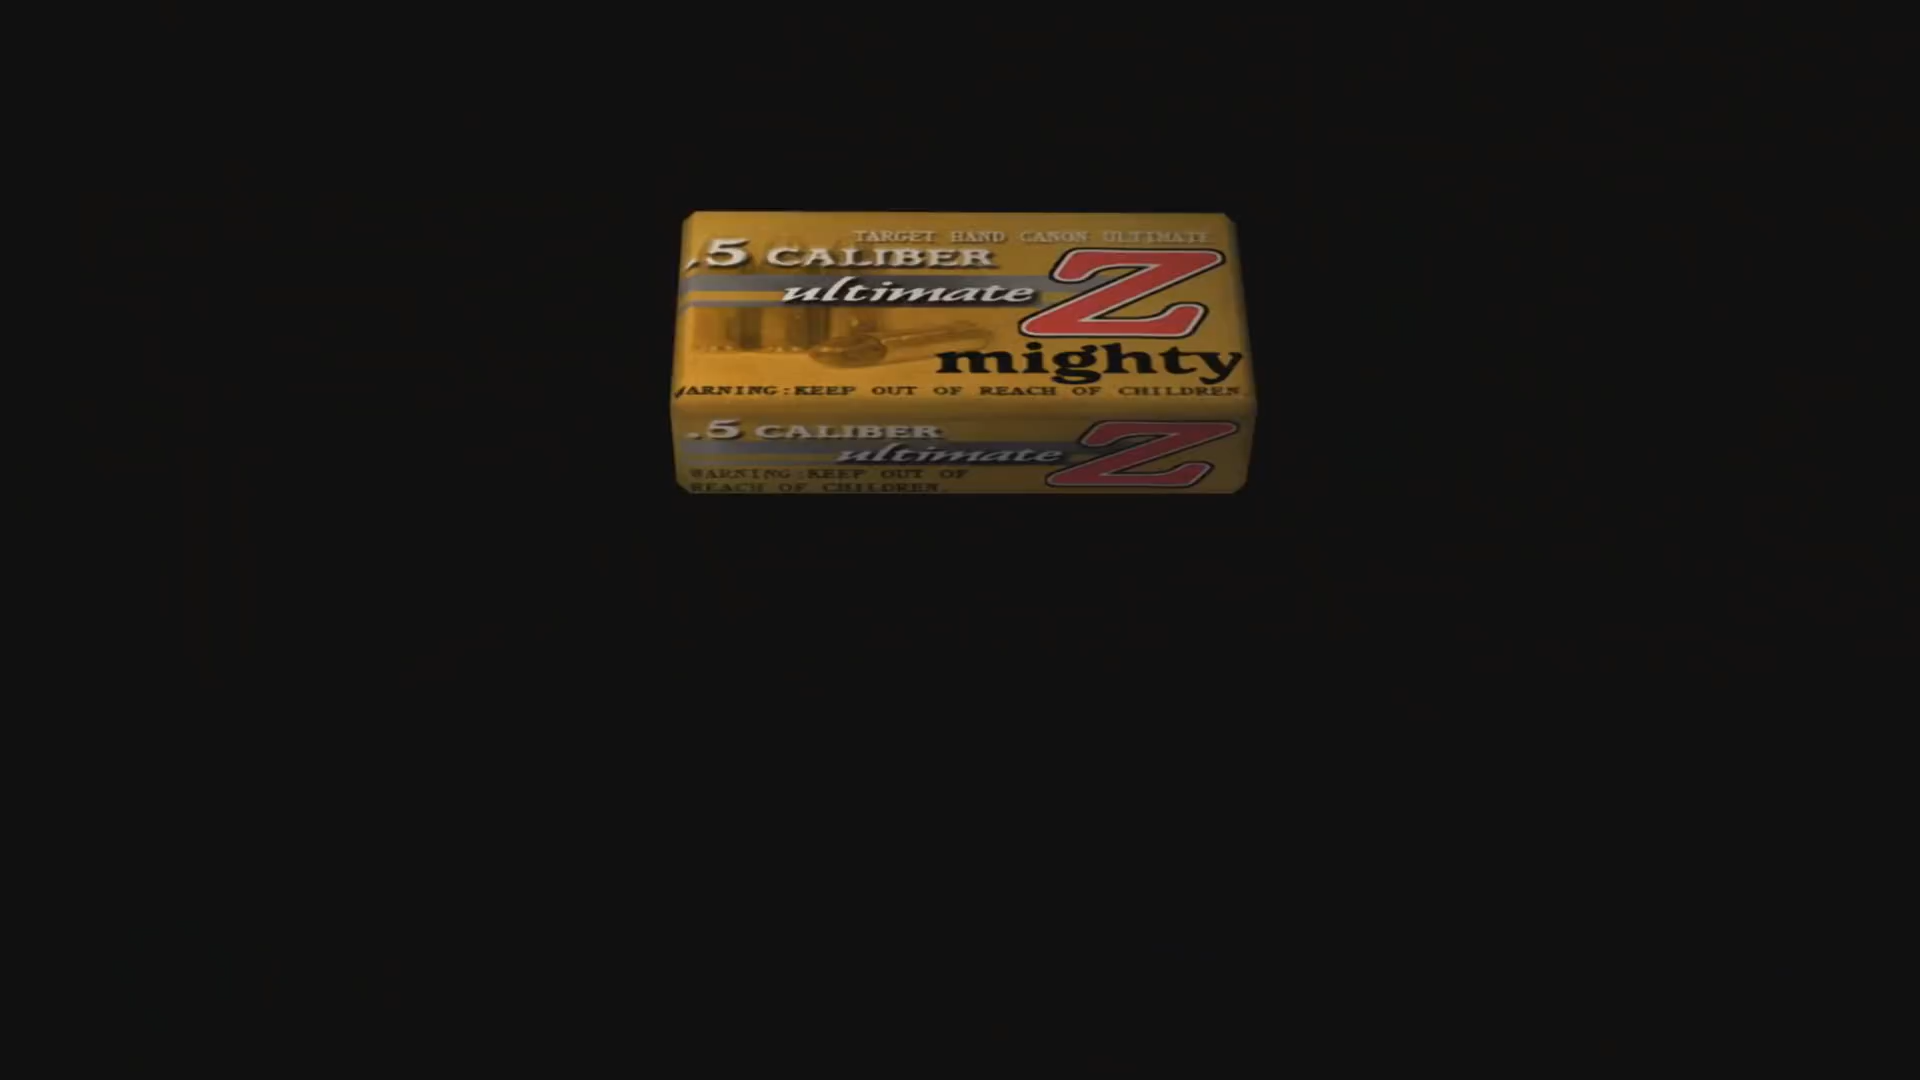 TARGET HAND CANON ULTIMATE
.5 CALIBER
ultimate
Z
mighty
WARNING:KEEP OUT OF REACH OF CHILDREN.
.5 CALIBER
ultimate
Z
WARNING:KEEP OUT OF
REACH OF CHILDREN.